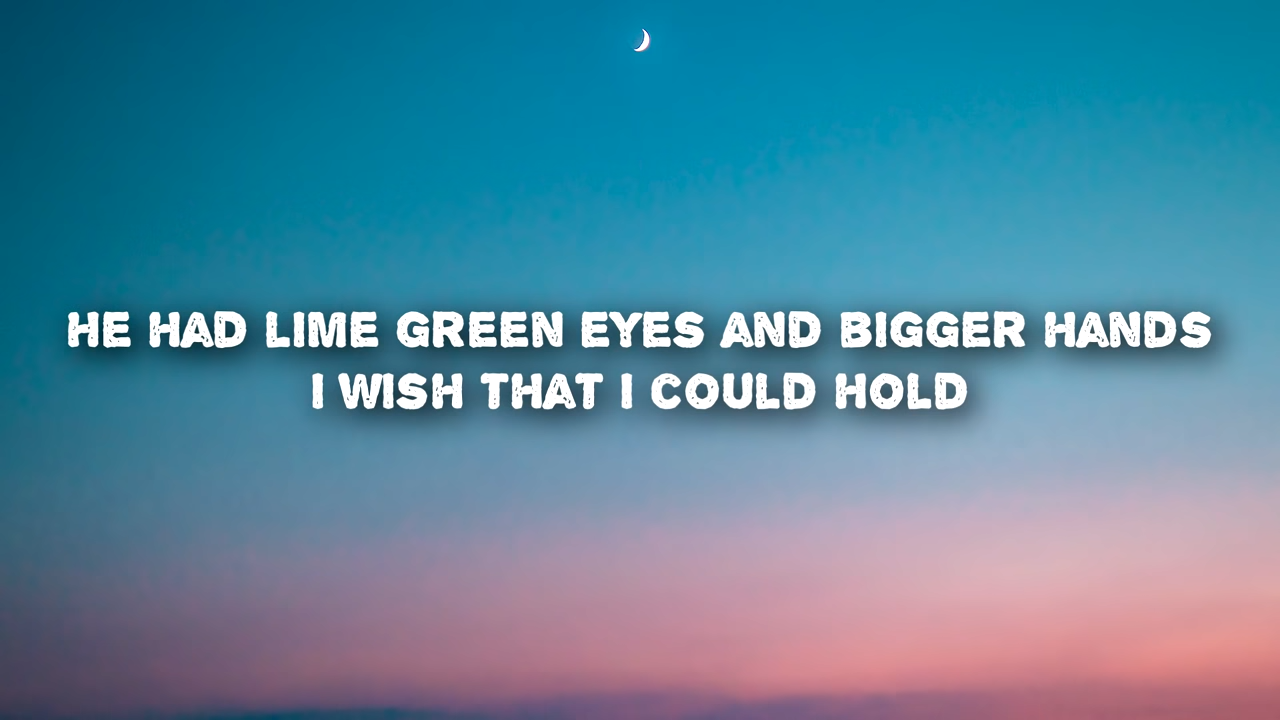 HE HAD LIME GREEN EYES AND BIGGER HANDS
I WISH THAT I COULD HOLD